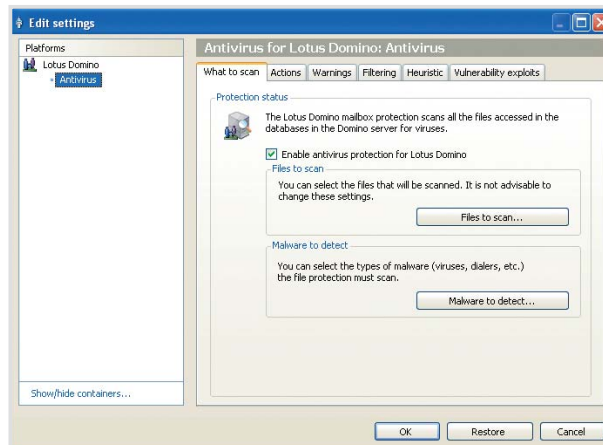 Edit settings
Platforms
Lotus Domino
Antivirus
Show/hide containers...
Antivirus for Lotus Domino: Antivirus
What to scan Actions Warnings Filtering Heuristic Vulnerability exploits
Protection status
The Lotus Domino mailbox protection scans all the files accessed in the
databases in the Domino server for viruses.
Enable antivirus protection for Lotus Domino
Files to scan
You can select the files that will be scanned. It is not advisable to
change these settings.
Files to scan...
Malware to detect
You can select the types of malware (viruses, dialers, etc.)
the file protection must scan.
Malware to detect...
OK Restore Cancel